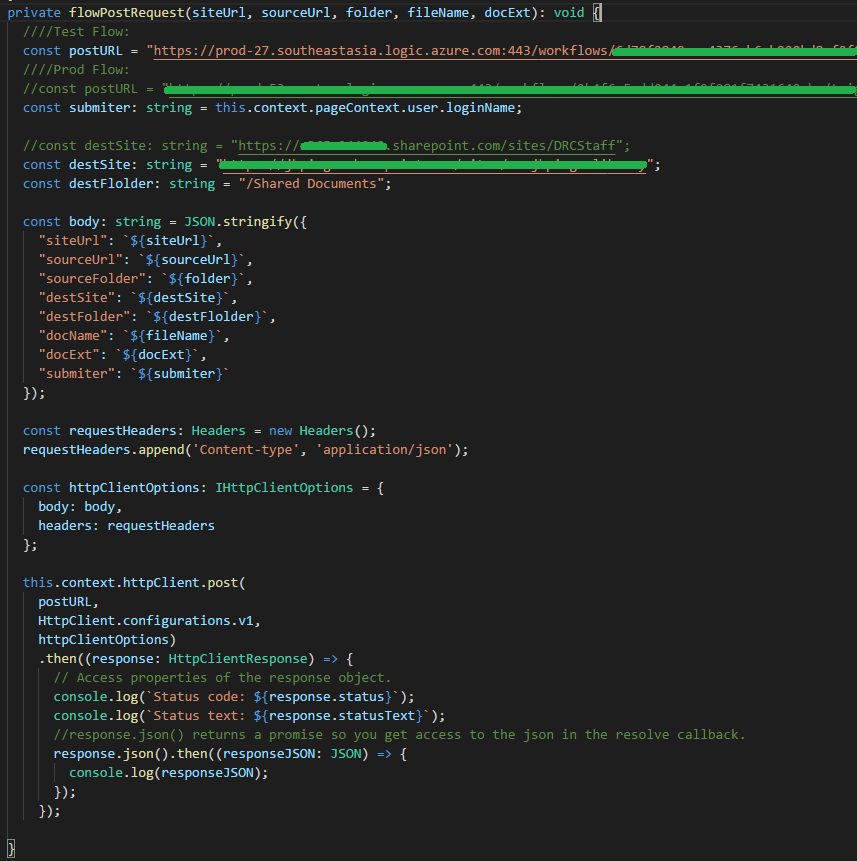 private flowPostRequest(siteUrl, sourceUrl, folder, fileName, docExt): void {
////Test Flow:
const postURL = "https://prod-27.southeastasia.logic.azure.com:443/workflows/
////Prod Flow:
//const postURL = "
const submiter: string = this.context.pageContext.user.loginName;
//const destSite: string = "https:// .sharepoint.com/sites/DRCStaff";
const destSite: string = " ";
const destFlolder: string = "/Shared Documents";
const body: string = JSON.stringify({
"siteUrl": `${siteUrl}`,
"sourceUrl": `${sourceUrl}`,
"sourceFolder": `${folder}`,
"destSite": `${destSite}`,
"destFolder": `${destFlolder}`,
"docName": `${fileName}`,
"docExt": `${docExt}`,
"submiter": `${submiter}`
});
const requestHeaders: Headers = new Headers();
requestHeaders.append('Content-type', 'application/json');
const httpClientOptions: IHttpClientOptions = {
body: body,
headers: requestHeaders
};
this.context.httpClient.post(
postURL,
HttpClient.configurations.v1,
httpClientOptions)
.then((response: HttpClientResponse) => {
// Access properties of the response object.
console.log(`Status code: ${response.status}`);
console.log(`Status text: ${response.statusText}`);
//response.json() returns a promise so you get access to the json in the resolve callback.
response.json().then((responseJSON: JSON) => {
console.log(responseJSON);
});
});
}